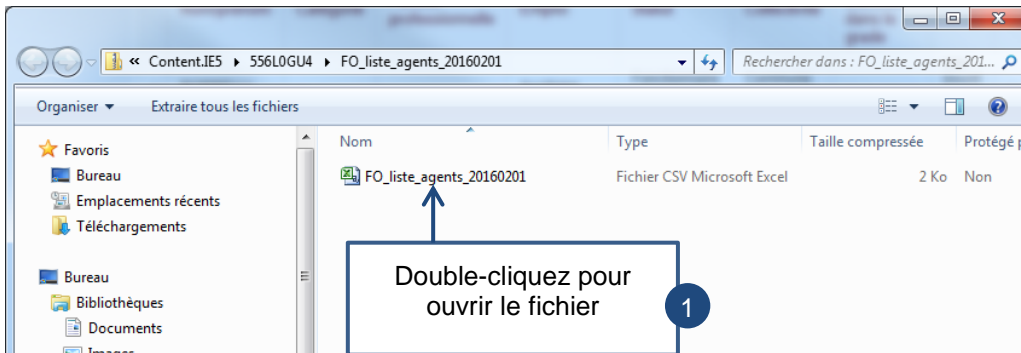 professionnelle
« Content.IE5 ▸ 556L0GU4 ▸ FO_liste_agents_20160201
Rechercher dans : FO_liste_agents_201...
Organiser Extraire tous les fichiers
Favoris
Bureau
Emplacements récents
Téléchargements
Bureau
Bibliothèques
Documents
Images
Nom Type Taille compressée Protégé p
FO_liste_agents_20160201 Fichier CSV Microsoft Excel 2 Ko Non
Double-cliquez pour
ouvrir le fichier
1